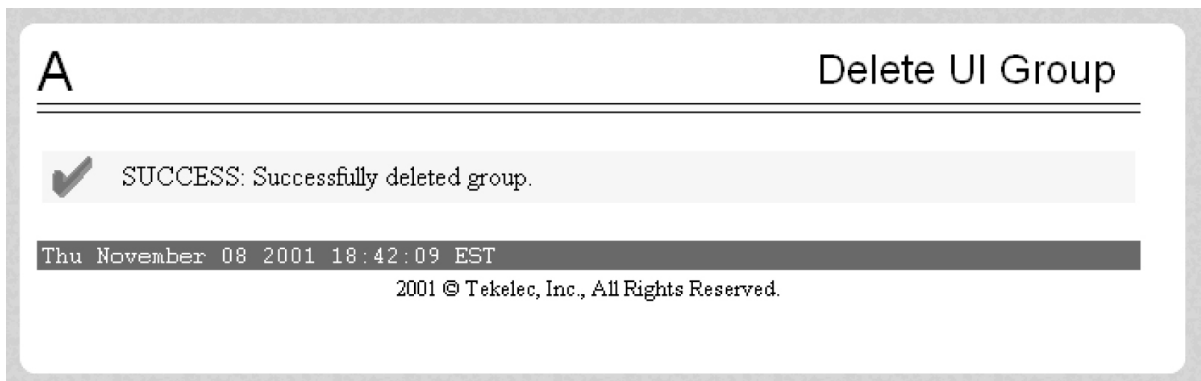 A Delete UI Group
SUCCESS: Successfully deleted group.
Thu November 08 2001 18:42:09 EST
2001 © Tekelec, Inc., All Rights Reserved.